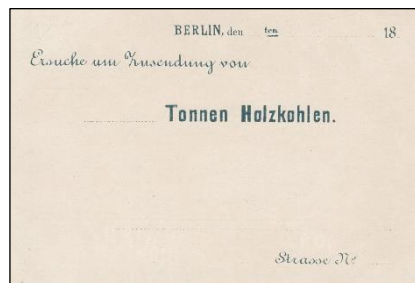 BERLIN, den ten 18
Ersuche um Zusendung von
Tonnen Holzkohlen.
Strasse No